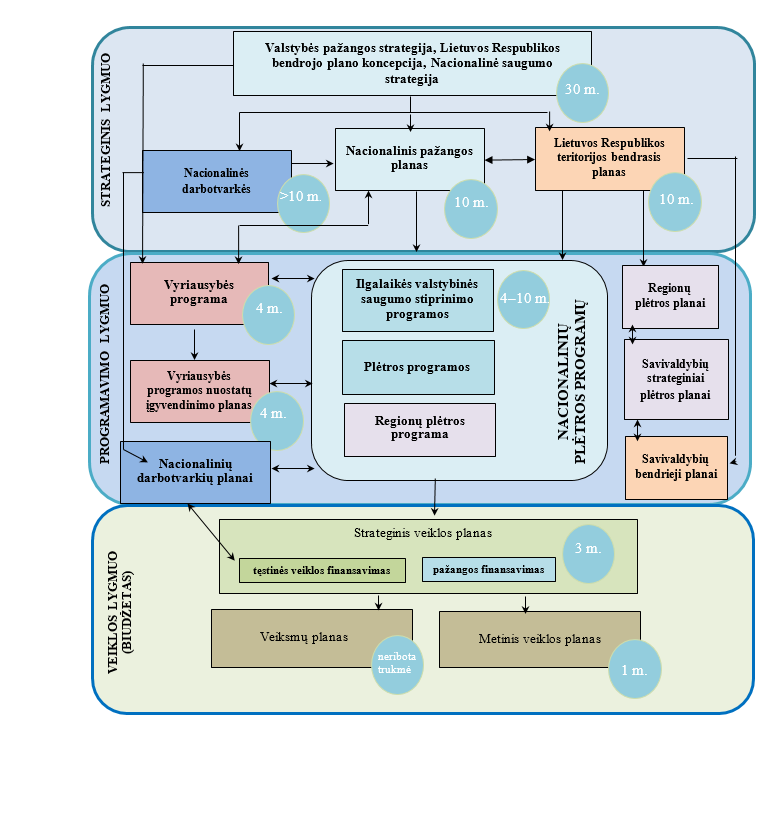 STRATEGINIS LYGMUO
Valstybės pažangos strategija, Lietuvos Respublikos
bendrojo plano koncepcija, Nacionalinė saugumo
strategija
30 m.
Nacionalinės
darbotvarkės
>10 m.
Nacionalinis pažangos
planas
10 m.
Lietuvos Respublikos
teritorijos bendrasis
planas
10 m.
PROGRAMAVIMO LYGMUO
Vyriausybės
programa
4 m.
Vyriausybės
programos nuostatų
įgyvendinimo planas
4 m.
Nacionalinių
darbotvarkių planai
Ilgalaikės valstybinės
saugumo stiprinimo
programos
4–10 m.
Plėtros programos
Regionų plėtros
programa
NACIONALINIŲ
PLĖTROS PROGRAMŲ
Regionų
plėtros planai
Savivaldybių
strateginiai
plėtros planai
Savivaldybių
bendrieji planai
VEIKLOS LYGMUO
(BIUDŽETAS)
Strateginis veiklos planas
3 m.
tęstinės veiklos finansavimas
pažangos finansavimas
Veiksmų planas
neribota
trukmė
Metinis veiklos planas
1 m.